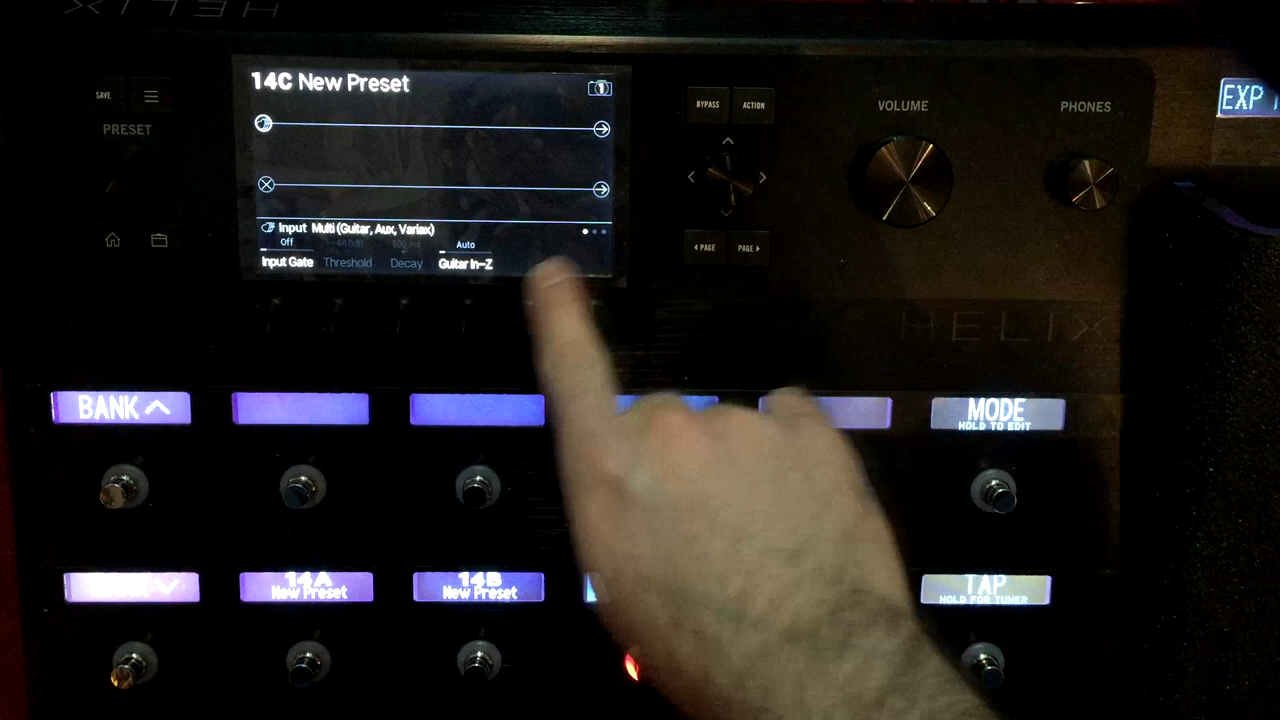 HELIX
14C New Preset
1
SAVE
PRESET
BYPASS
ACTION
VOLUME
PHONES
EXP
Input Multi (Guitar, Aux, Variax)
Off
Auto
Input Gate
Threshold
Decay
Guitar In-Z
PAGE
PAGE
HELIX
BANK
MODE
HOLD TO EDIT
14A
New Preset
14B
New Preset
TAP
HOLD FOR TUNER